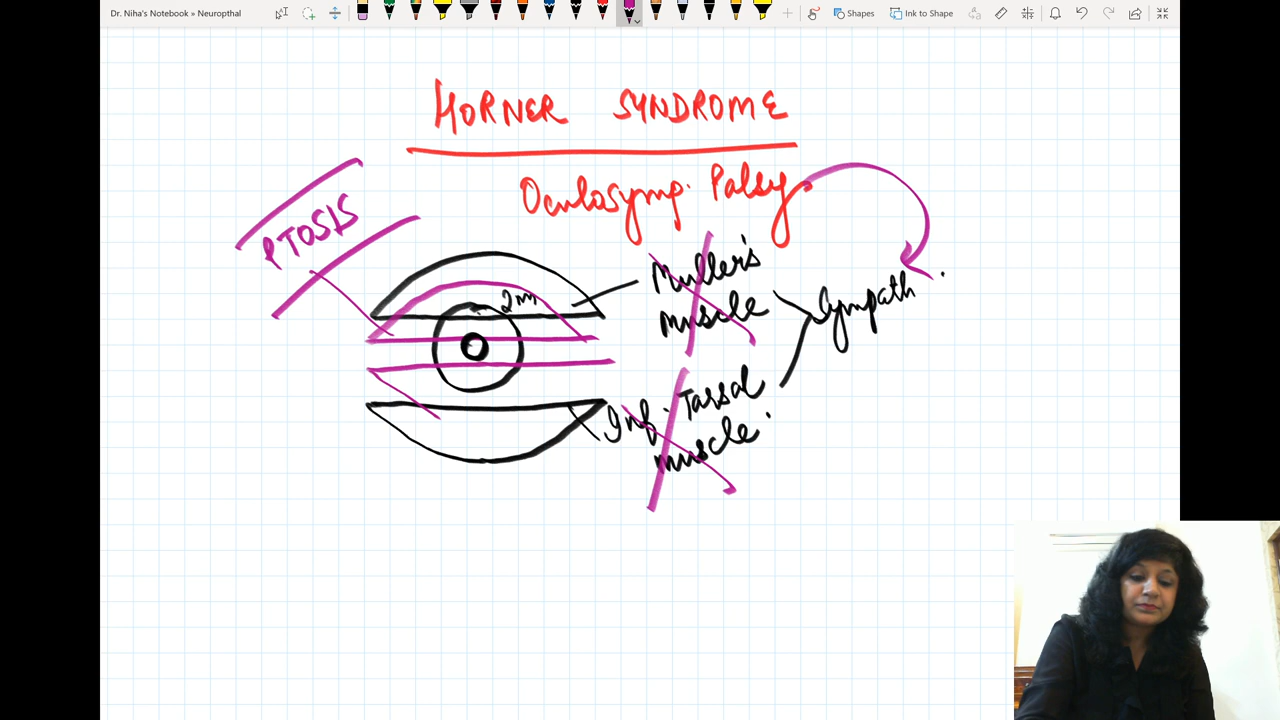 Dr. Niha's Notebook » Neuropthal
Shapes
Ink to Shape
HORNER SYNDROME
Oculosymp. Palsy
PTOSIS
2m
Muller's
muscle
Sympath.
Inf. Tarsal
muscle